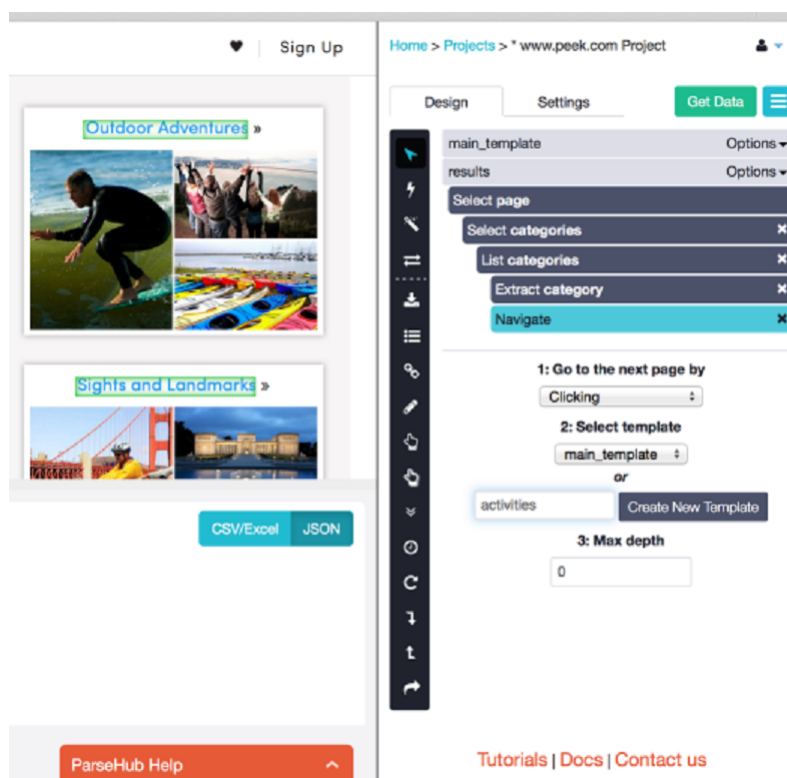 Sign Up
Outdoor Adventures »
Sights and Landmarks »
CSV/Excel JSON
ParseHub Help
Home > Projects > * www.peek.com Project
Design Settings Get Data
main_template Options
results Options
Select page
Select categories
List categories
Extract category
Navigate
1: Go to the next page by
Clicking
2: Select template
main_template
or
activities Create New Template
3: Max depth
0
Tutorials | Docs | Contact us